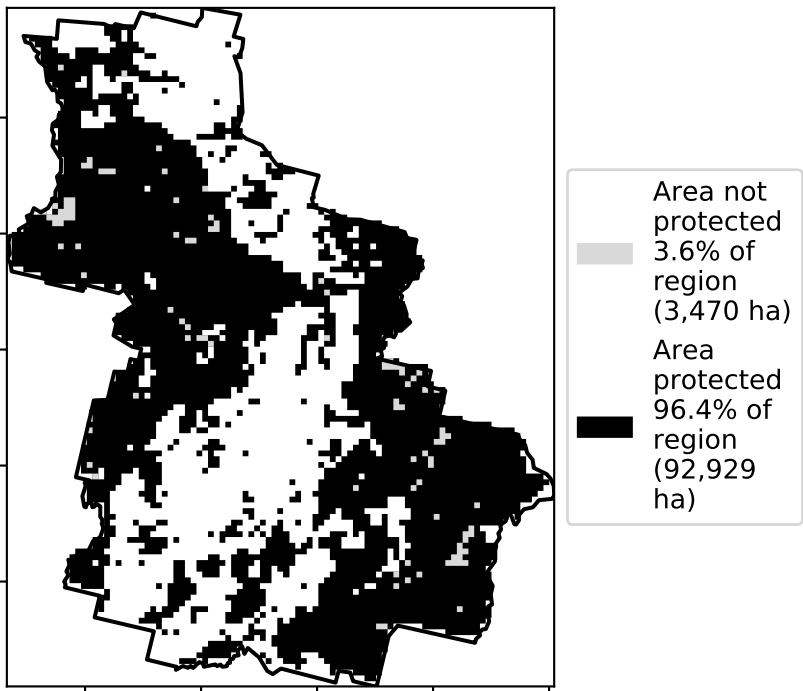 Area not
protected
3.6% of
region
(3,470 ha)
Area
protected
96.4% of
region
(92,929
ha)